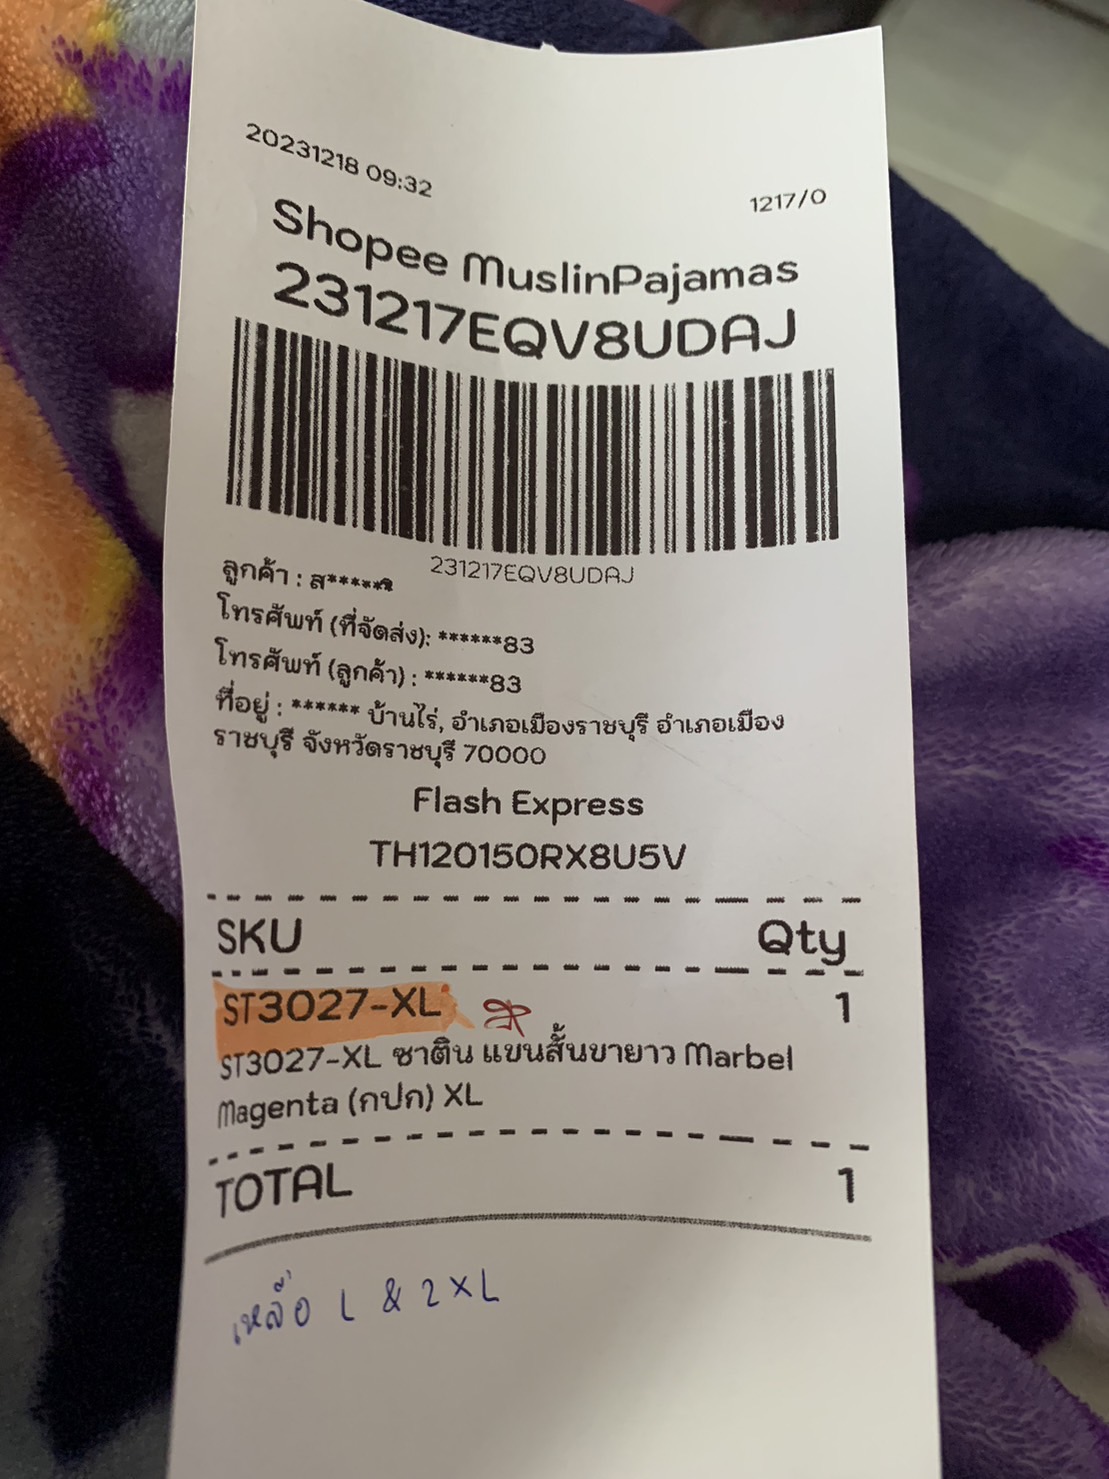 20231218 09:32
1217/0
Shopee MuslinPajamas
231217EQV8UDAJ
231217EQV8UDAJ
ลูกค้า : ส*****
โทรศัพท์ (ที่จัดส่ง): ******83
โทรศัพท์ (ลูกค้า) : ******83
ที่อยู่ : ****** บ้านไร่, อำเภอเมืองราชบุรี อำเภอเมือง
ราชบุรี จังหวัดราชบุรี 70000
Flash Express
TH120150RX8U5V
SKU Qty
ST3027-XL 1
ST3027-XL ซาติน แขนสั้นขายาว Marbel
Magenta (กปก) XL
TOTAL 1
เหลือ L & 2XL